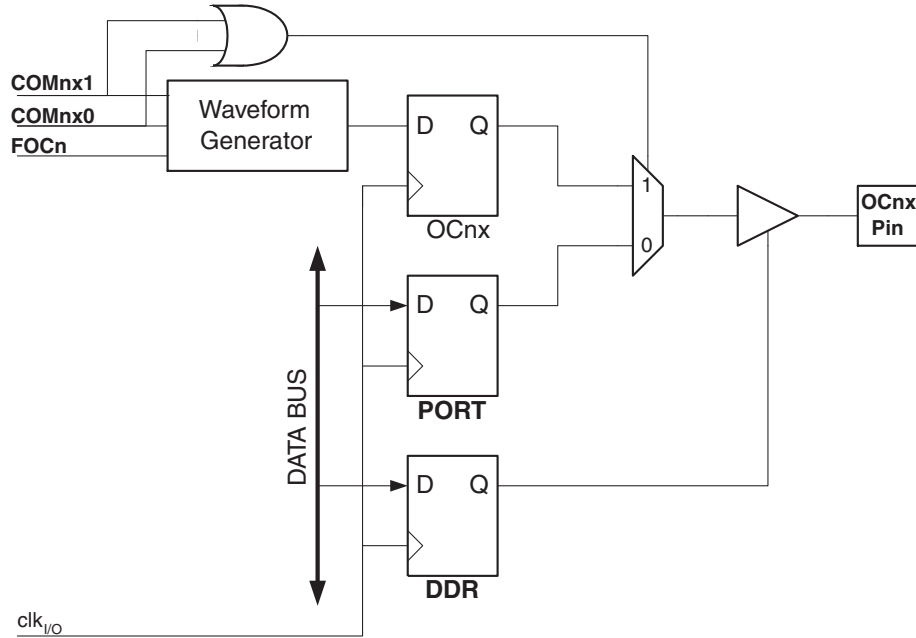 COMnx1
COMnx0
FOCn
Waveform
Generator
D Q
OCnx
1
0
OCnx
Pin
D Q
PORT
DATA BUS
D Q
DDR
clkI/O